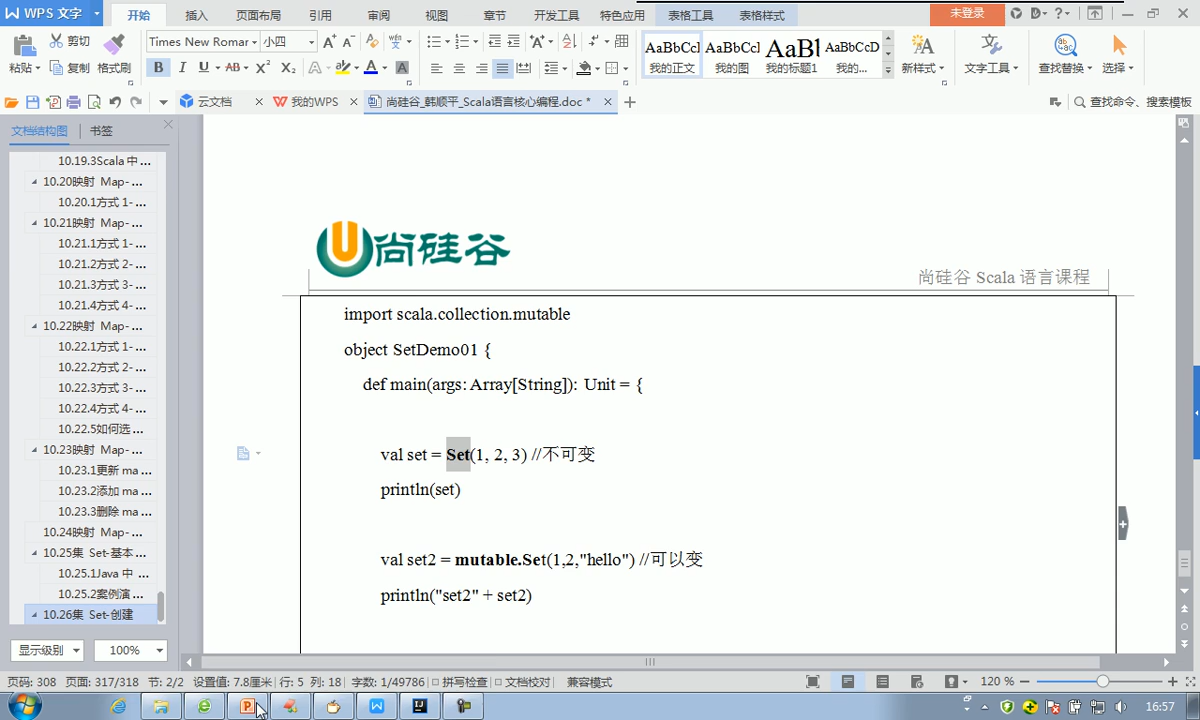 WPS 文字
开始 插入 页面布局 引用 审阅 视图 章节 开发工具 特色应用 表格工具 表格样式 未登录
粘贴 剪切 复制 格式刷
Times New Roman 小四
B I U AB X² X₂ A A A
AaBbCcI AaBbCcI AaBl AaBbCcD
我的正文 我的图 我的标题1 我的...
新样式 文字工具 查找替换 选择
云文档 × W 我的WPS × 尚硅谷_韩顺平_Scala语言核心编程.doc * × +
查找命令、搜索模板
文档结构图 书签
10.19.3Scala 中 ...
10.20映射 Map-...
10.20.1方式 1- ...
10.21映射 Map-...
10.21.1方式 1- ...
10.21.2方式 2- ...
10.21.3方式 3- ...
10.21.4方式 4- ...
10.22映射 Map-...
10.22.1方式 1- ...
10.22.2方式 2- ...
10.22.3方式 3- ...
10.22.4方式 4- ...
10.22.5如何选 ...
10.23映射 Map-...
10.23.1更新 ma ...
10.23.2添加 ma ...
10.23.3删除 ma ...
10.24映射 Map-...
10.25集 Set-基本...
10.25.1Java 中 ...
10.25.2案例演 ...
10.26集 Set-创建
显示级别 100%
尚硅谷
尚硅谷 Scala 语言课程
import scala.collection.mutable
object SetDemo01 {
def main(args: Array[String]): Unit = {
val set = Set(1, 2, 3) //不可变
println(set)
val set2 = mutable.Set(1,2,"hello") //可以变
println("set2" + set2)
页码: 308 页面: 317/318 节: 2/2 设置值: 7.8厘米 行: 5 列: 18 字数: 1/49786 拼写检查 文档校对 兼容模式 120 %
16:57